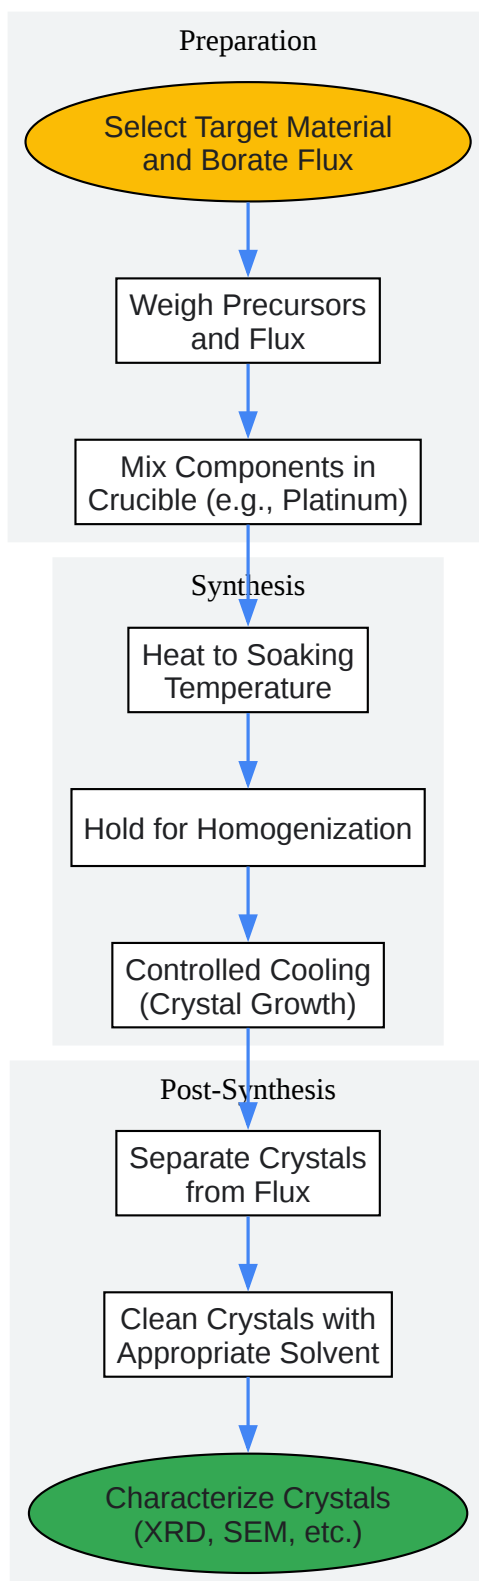 Preparation
Select Target Material
and Borate Flux
Weigh Precursors
and Flux
Mix Components in
Crucible (e.g., Platinum)
Synthesis
Heat to Soaking
Temperature
Hold for Homogenization
Controlled Cooling
(Crystal Growth)
Post-Synthesis
Separate Crystals
from Flux
Clean Crystals with
Appropriate Solvent
Characterize Crystals
(XRD, SEM, etc.)